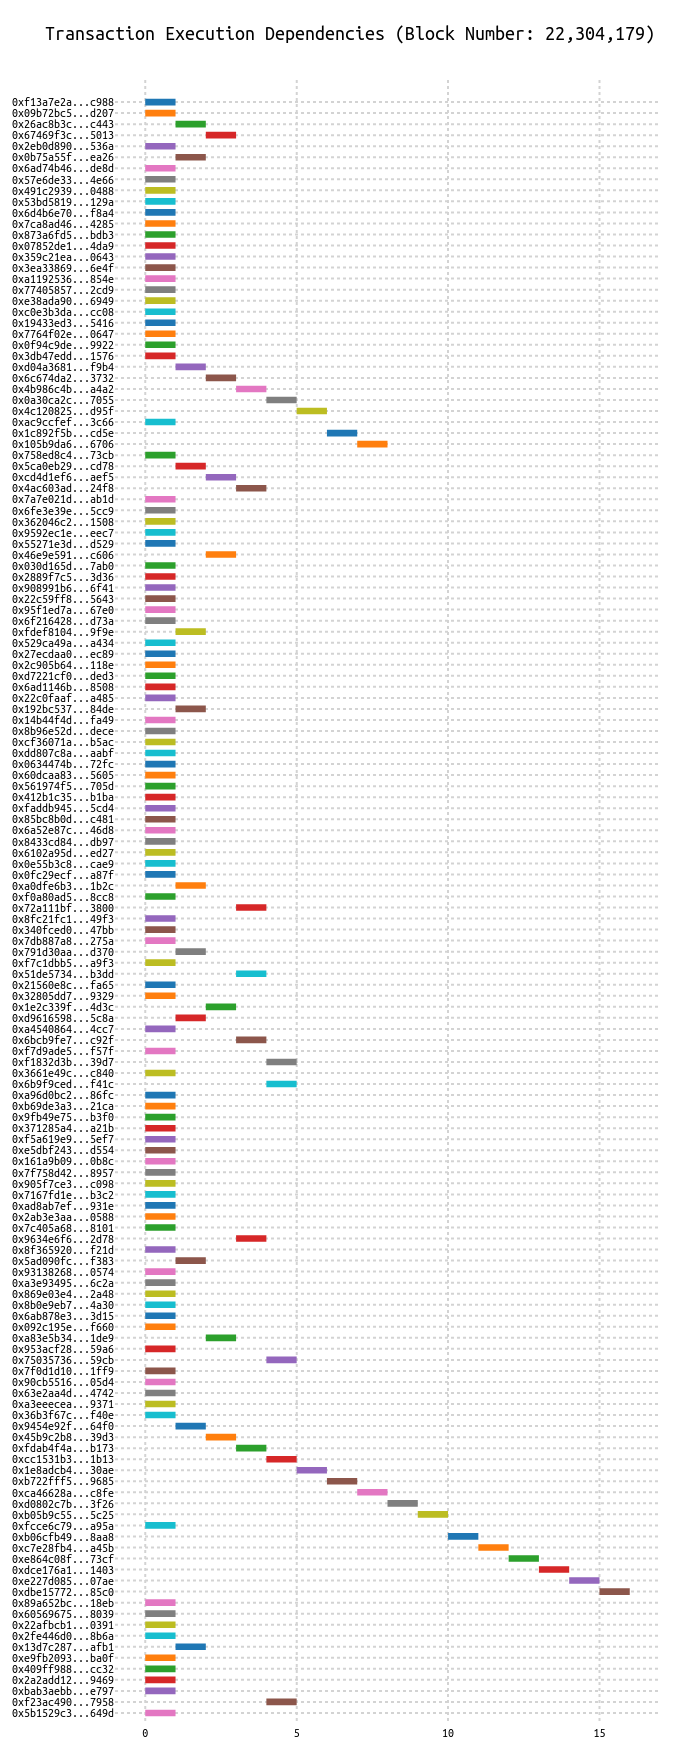 Transaction Execution Dependencies (Block Number: 22,304,179)
0xf13a7e2a...c988
0x09b72bc5...d207
0x26ac8b3c...c443
0x67469f3c...5013
0x2eb0d890...536a
0x0b75a55f...ea26
0x6ad74b46...de8d
0x57e6de33...4e66
0x491c2939...0488
0x53bd5819...129a
0x6d4b6e70...f8a4
0x7ca8ad46...4285
0x873a6fd5...bdb3
0x07852de1...4da9
0x359c21ea...0643
0x3ea33869...6e4f
0xa1192536...854e
0x77405857...2cd9
0xe38ada90...6949
0xc0e3b3da...cc08
0x19433ed3...5416
0x7764f02e...0647
0x0f94c9de...9922
0x3db47edd...1576
0xd04a3681...f9b4
0x6c674da2...3732
0x4b986c4b...a4a2
0x0a30ca2c...7055
0x4c120825...d95f
0xac9ccfef...3c66
0x1c892f5b...cd5e
0x105b9da6...6706
0x758ed8c4...73cb
0x5ca0eb29...cd78
0xcd4d1ef6...aef5
0x4ac603ad...24f8
0x7a7e021d...ab1d
0x6fe3e39e...5cc9
0x362046c2...1508
0x9592ec1e...eec7
0x55271e3d...d529
0x46e9e591...c606
0x030d165d...7ab0
0x2889f7c5...3d36
0x908991b6...6f41
0x22c59ff8...5643
0x95f1ed7a...67e0
0x6f216428...d73a
0xfdef8104...9f9e
0x529ca49a...a434
0x27ecdaa0...ec89
0x2c905b64...118e
0xd7221cf0...ded3
0x6ad1146b...8508
0x22c0faaf...a485
0x192bc537...84de
0x14b44f4d...fa49
0x8b96e52d...dece
0xcf36071a...b5ac
0xdd807c8a...aabf
0x0634474b...72fc
0x60dcaa83...5605
0x561974f5...705d
0x412b1c35...b1ba
0xfaddb945...5cd4
0x85bc8b0d...c481
0x6a52e87c...46d8
0x8433cd84...db97
0x6102a95d...ed27
0x0e55b3c8...cae9
0x0fc29ecf...a87f
0xa0dfe6b3...1b2c
0xf0a80ad5...8cc8
0x72a111bf...3800
0x8fc21fc1...49f3
0x340fced0...47bb
0x7db887a8...275a
0x791d30aa...d370
0xf7c1dbb5...a9f3
0x51de5734...b3dd
0x21560e8c...fa65
0x32805dd7...9329
0x1e2c339f...4d3c
0xd9616598...5c8a
0xa4540864...4cc7
0x6bcb9fe7...c92f
0xf7d9ade5...f57f
0xf1832d3b...39d7
0x3661e49c...c840
0x6b9f9ced...f41c
0xa96d0bc2...86fc
0xb69de3a3...21ca
0x9fb49e75...b3f0
0x371285a4...a21b
0xf5a619e9...5ef7
0xe5dbf243...d554
0x161a9b09...0b8c
0x7f758d42...8957
0x905f7ce3...c098
0x7167fd1e...b3c2
0xad8ab7ef...931e
0x2ab3e3aa...0588
0x7c405a68...8101
0x9634e6f6...2d78
0x8f365920...f21d
0x5ad090fc...f383
0x93138268...0574
0xa3e93495...6c2a
0x869e03e4...2a48
0x8b0e9eb7...4a30
0x6ab878e3...3d15
0x092c195e...f660
0xa83e5b34...1de9
0x953acf28...59a6
0x75035736...59cb
0x7f0d1d10...1ff9
0x90cb5516...05d4
0x63e2aa4d...4742
0xa3eeecea...9371
0x36b3f67c...f40e
0x9454e92f...64f0
0x45b9c2b8...39d3
0xfdab4f4a...b173
0xcc1531b3...1b13
0x1e8adcb4...30ae
0xb722fff5...9685
0xca46628a...c8fe
0xd0802c7b...3f26
0xb05b9c55...5c25
0xfcce6c79...a95a
0xb06cfb49...8aa8
0xc7e28fb4...a45b
0xe864c08f...73cf
0xdce176a1...1403
0xe227d085...07ae
0xdbe15772...85c0
0x89a652bc...18eb
0x60569675...8039
0x22afbcb1...0391
0x2fe446d0...8b6a
0x13d7c287...afb1
0xe9fb2093...ba0f
0x409ff988...cc32
0x2a2add12...9469
0xbab3aebb...e797
0xf23ac490...7958
0x5b1529c3...649d
0 5 10 15